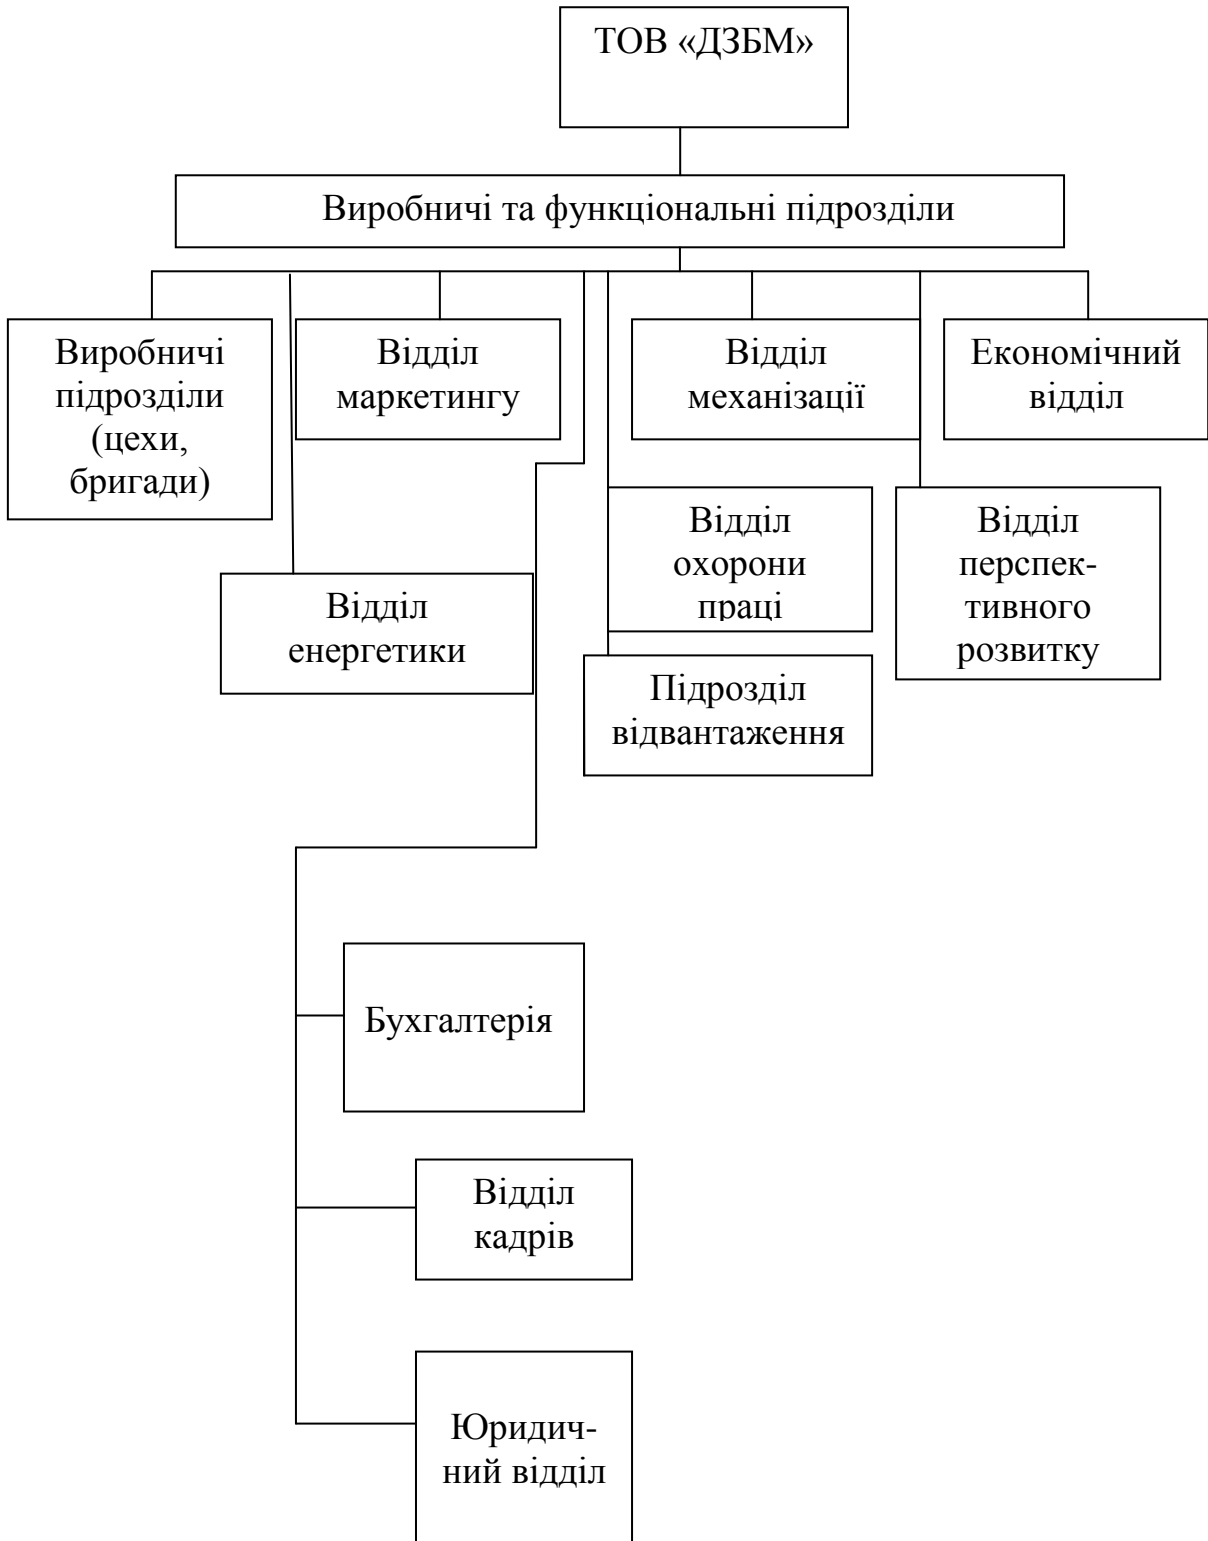 ТОВ «ДЗБМ»
Виробничі та функціональні підрозділи
Виробничі
підрозділи
(цехи,
бригади)
Відділ
маркетингу
Відділ
механізації
Економічний
відділ
Відділ
енергетики
Відділ
охорони
праці
Відділ
перспек-
тивного
розвитку
Підрозділ
відвантаження
Бухгалтерія
Відділ
кадрів
Юридич-
ний відділ